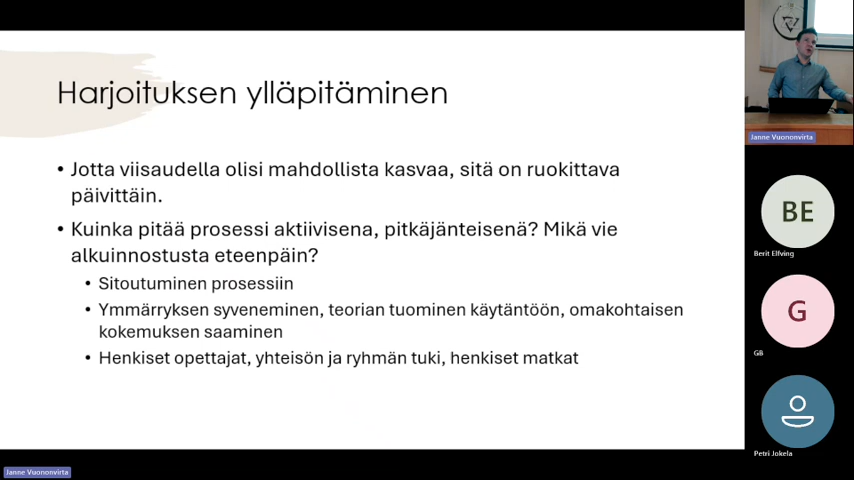 Harjoituksen ylläpitäminen
• Jotta viisaudella olisi mahdollista kasvaa, sitä on ruokittava
päivittäin.
• Kuinka pitää prosessi aktiivisena, pitkäjänteisenä? Mikä vie
alkuinnostusta eteenpäin?
• Sitoutuminen prosessiin
• Ymmärryksen syveneminen, teorian tuominen käytäntöön, omakohtaisen
kokemuksen saaminen
• Henkiset opettajat, yhteisön ja ryhmän tuki, henkiset matkat
Janne Vuononvirta
BE
Berit Elfving
G
GB
Petri Jokela
Janne Vuononvirta